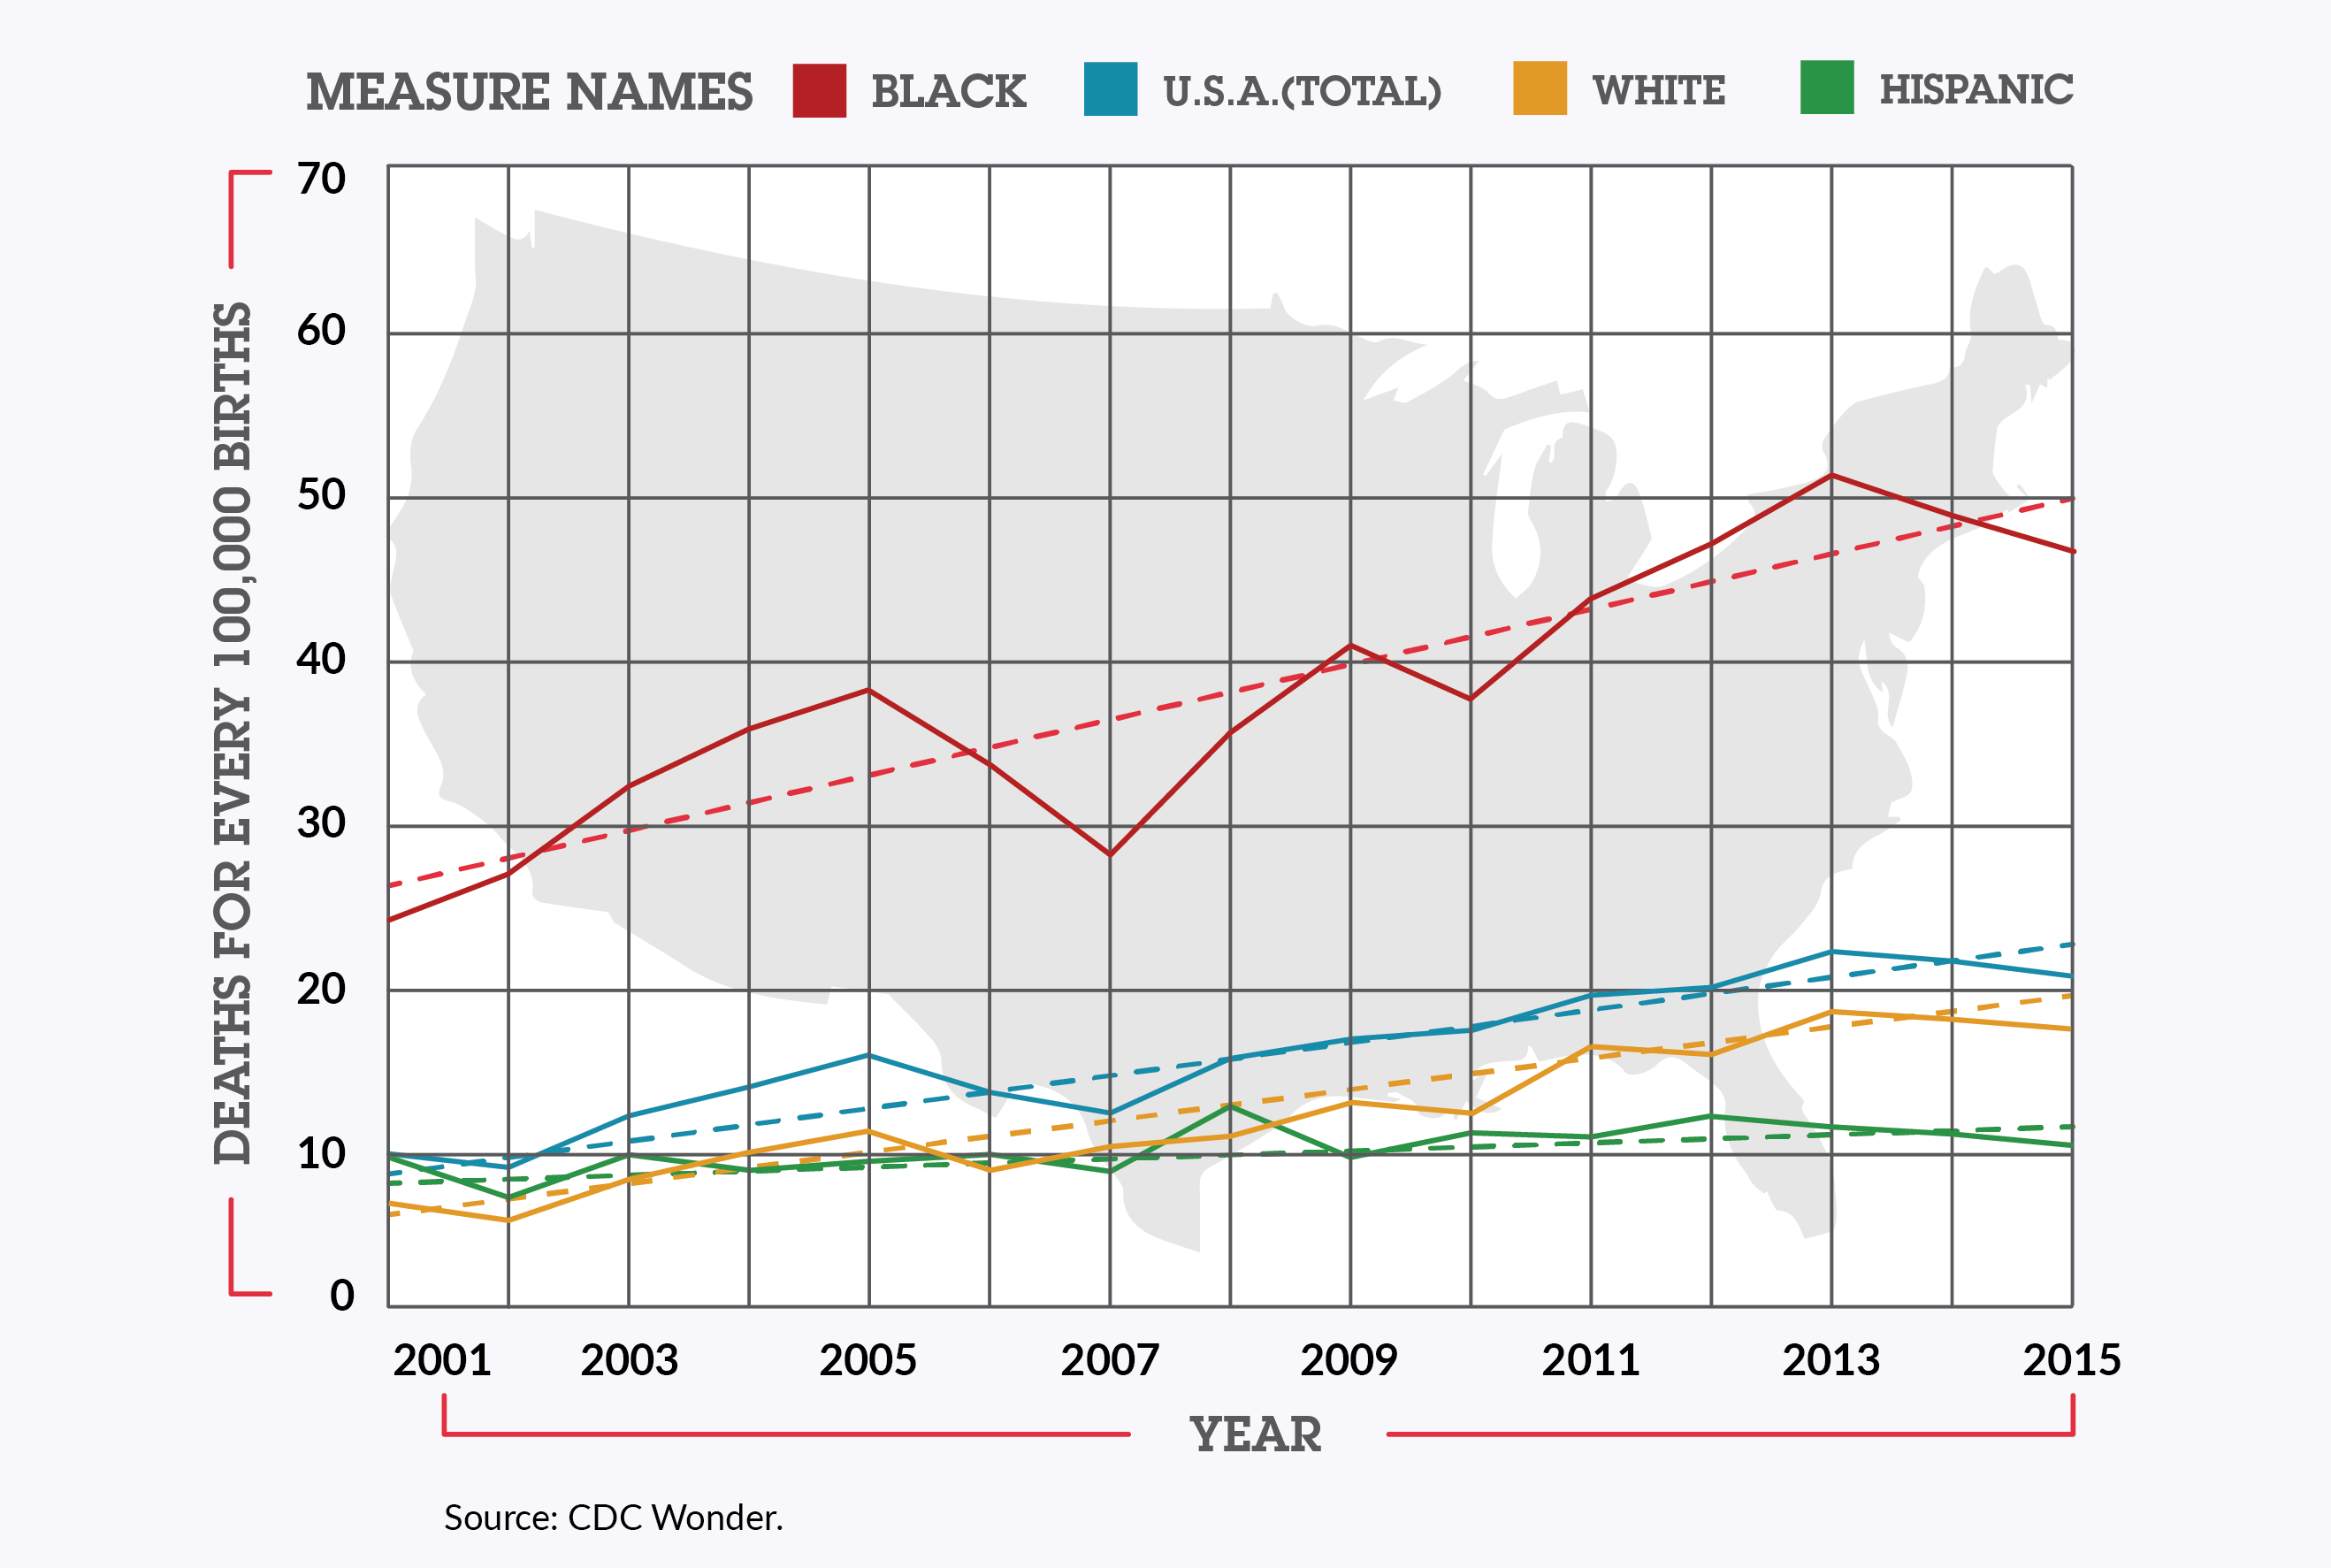 MEASURE NAMES BLACK U.S.A.(TOTAL) WHITE HISPANIC
DEATHS FOR EVERY 100,000 BIRTHS
70
60
50
40
30
20
10
0
2001 2003 2005 2007 2009 2011 2013 2015
YEAR
Source: CDC Wonder.